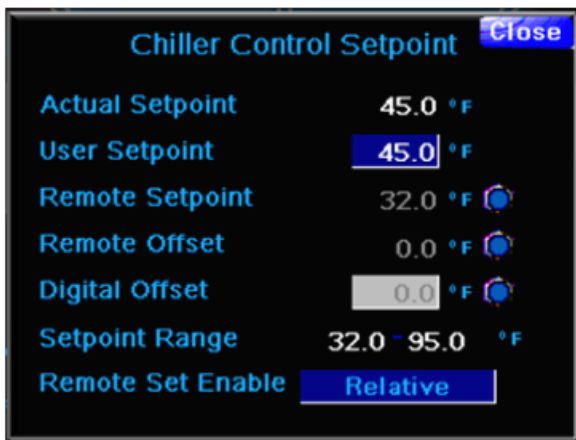 Chiller Control Setpoint Close
Actual Setpoint 45.0 °F
User Setpoint 45.0 °F
Remote Setpoint 32.0 °F
Remote Offset 0.0 °F
Digital Offset 0.0 °F
Setpoint Range 32.0 - 95.0 °F
Remote Set Enable Relative